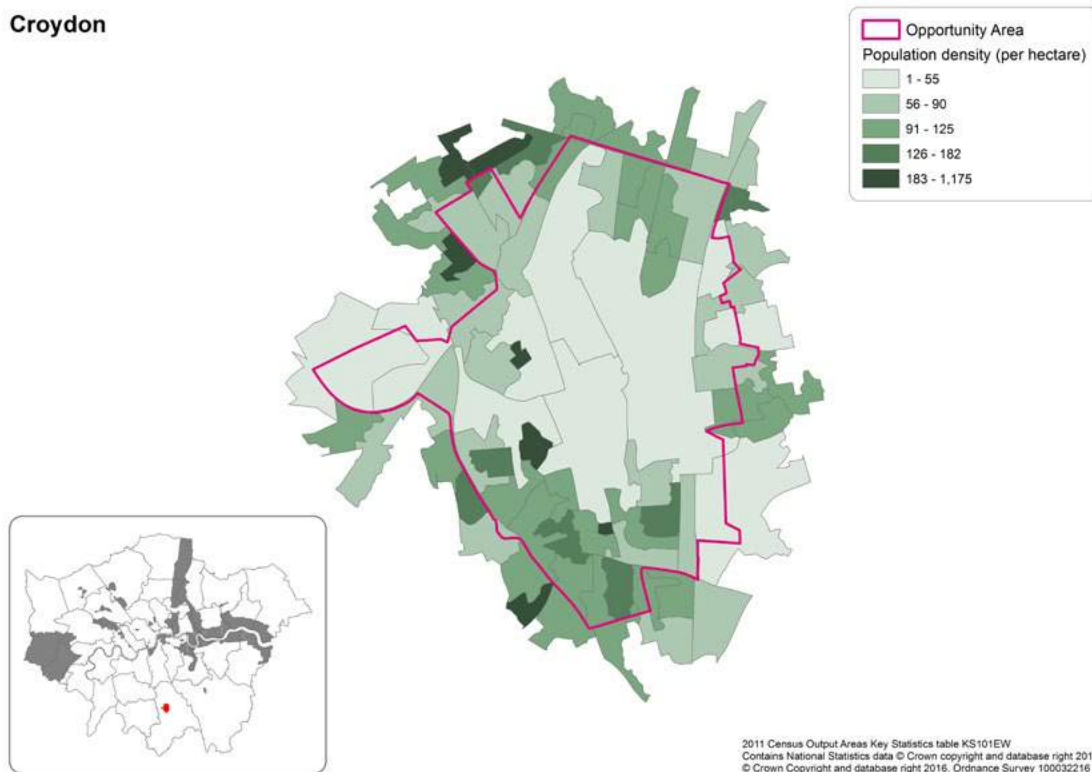 Croydon
Opportunity Area
Population density (per hectare)
1 - 55
56 - 90
91 - 125
126 - 182
183 - 1,175
2011 Census Output Areas Key Statistics table KS101EW
Contains National Statistics data © Crown copyright and database right 201
© Crown Copyright and database right 2016. Ordnance Survey 100032216